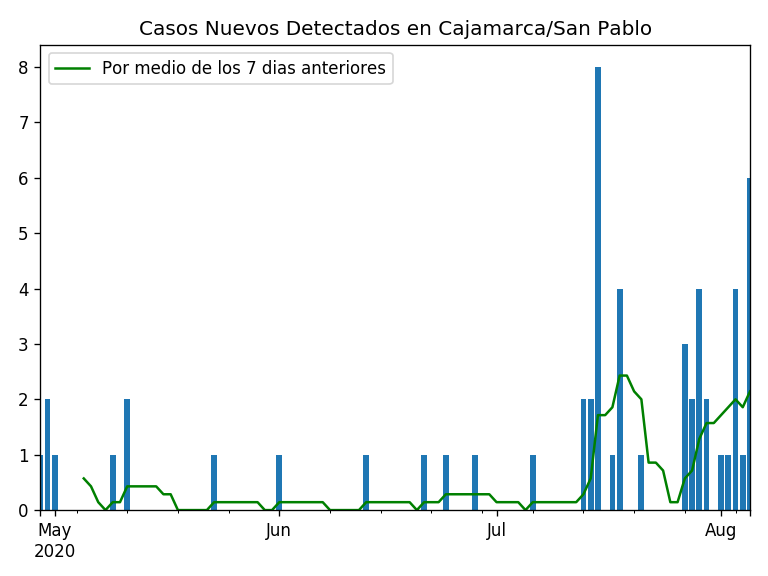 Casos Nuevos Detectados en Cajamarca/San Pablo
Por medio de los 7 dias anteriores
8
7
6
5
4
3
2
1
0
May
2020
Jun
Jul
Aug